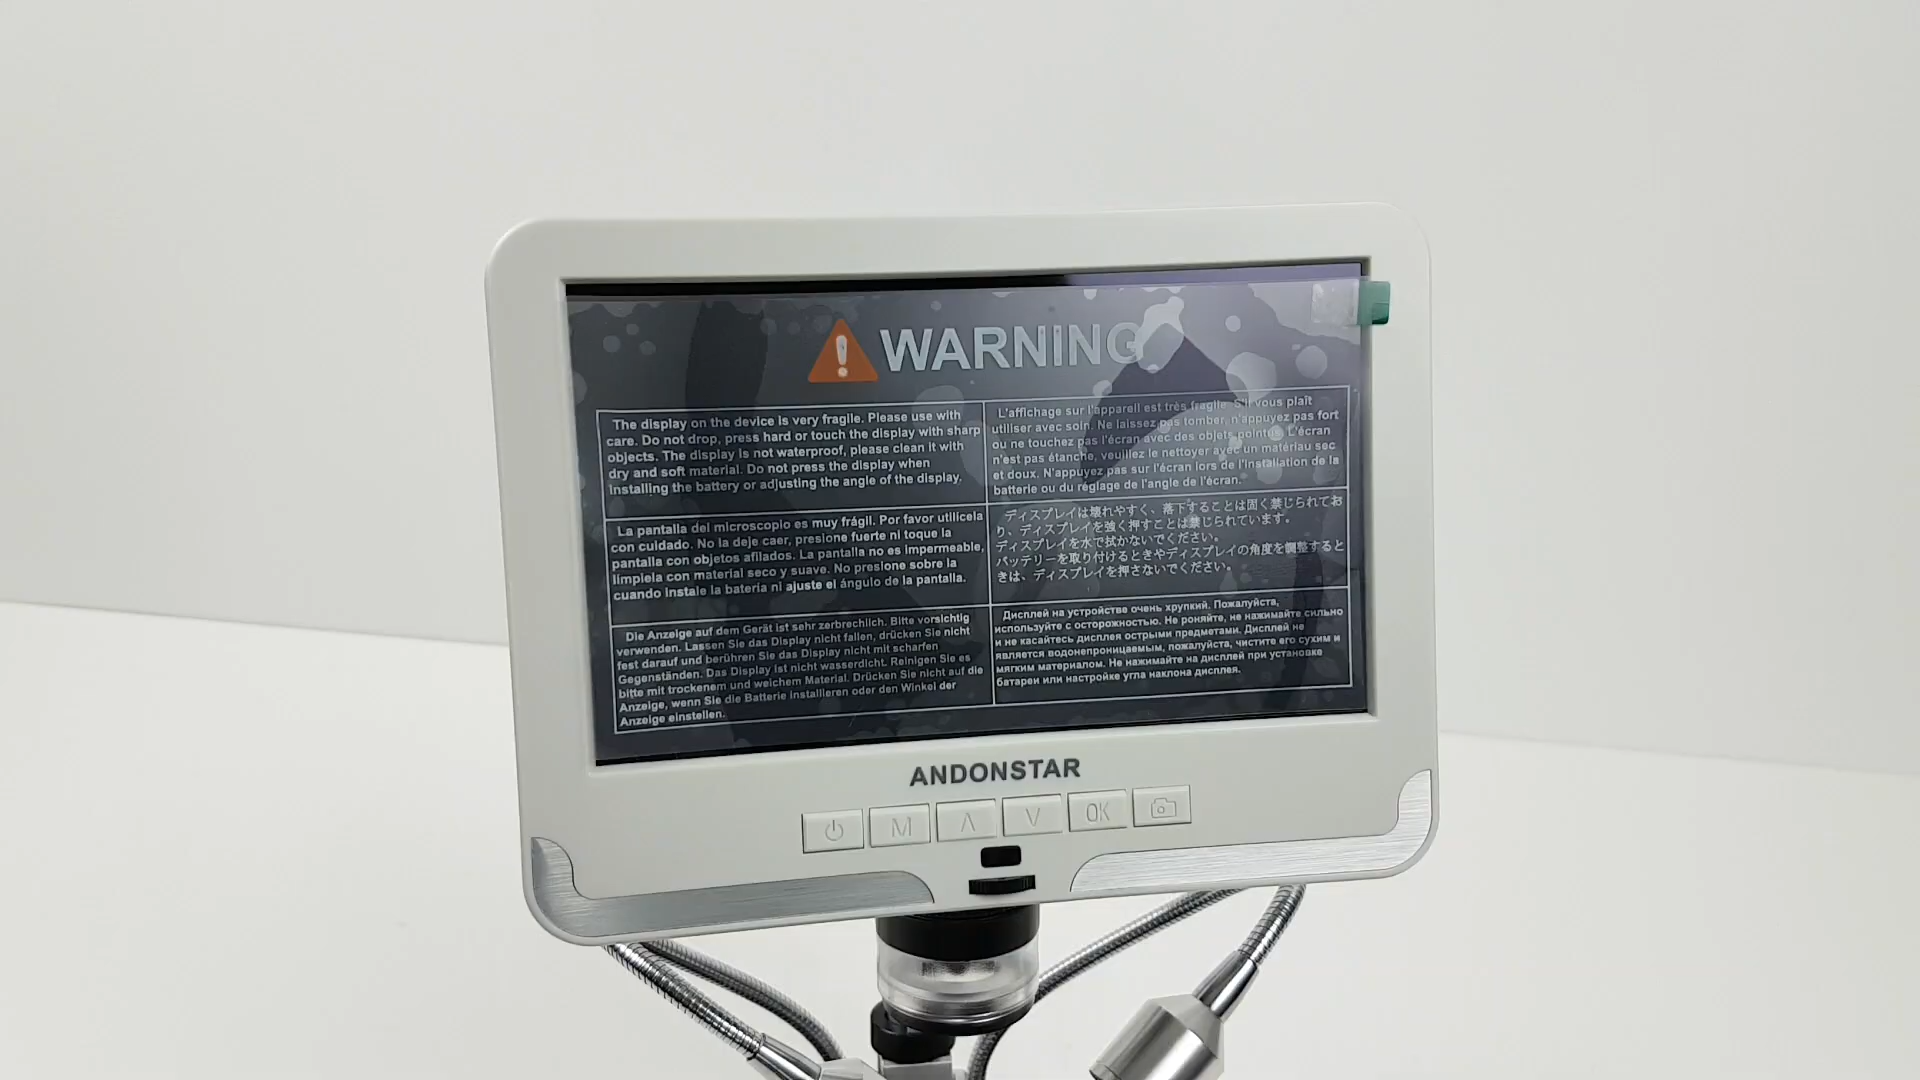 WARNING
The display on the device is very fragile. Please use with
care. Do not drop, press hard or touch the display with sharp
objects. The display is not waterproof, please clean it with
dry and soft material. Do not press the display when
installing the battery or adjusting the angle of the display.
L'affichage sur l'appareil est très fragile. S'il vous plaît
utiliser avec soin. Ne laissez pas tomber, n'appuyez pas fort
ou ne touchez pas l'écran avec des objets pointus. L'écran
n'est pas étanche, veuillez le nettoyer avec un matériau sec
et doux. N'appuyez pas sur l'écran lors de l'installation de la
batterie ou du réglage de l'angle de l'écran.
La pantalla del microscopio es muy frágil. Por favor utilícela
con cuidado. No la deje caer, presione fuerte ni toque la
pantalla con objetos afilados. La pantalla no es impermeable,
límpiela con material seco y suave. No presione sobre la
cuando instale la batería ni ajuste el ángulo de la pantalla.
ディスプレイは壊れやすく、落下することは固く禁じられてお
り、ディスプレイを強く押すことは禁じられています。
ディスプレイを水で拭かないでください。
バッテリーを取り付けるときやディスプレイの角度を調整すると
きは、ディスプレイを押さないでください。
Die Anzeige auf dem Gerät ist sehr zerbrechlich. Bitte vorsichtig
verwenden. Lassen Sie das Display nicht fallen, drücken Sie nicht
fest darauf und berühren Sie das Display nicht mit scharfen
Gegenständen. Das Display ist nicht wasserdicht. Reinigen Sie es
bitte mit trockenem und weichem Material. Drücken Sie nicht auf die
Anzeige, wenn Sie die Batterie installieren oder den Winkel der
Anzeige einstellen.
Дисплей на устройстве очень хрупкий. Пожалуйста,
используйте с осторожностью. Не роняйте, не нажимайте сильно
и не касайтесь дисплея острыми предметами. Дисплей не
является водонепроницаемым, пожалуйста, чистите его сухим и
мягким материалом. Не нажимайте на дисплей при установке
батареи или настройке угла наклона дисплея.
ANDONSTAR
M
OK